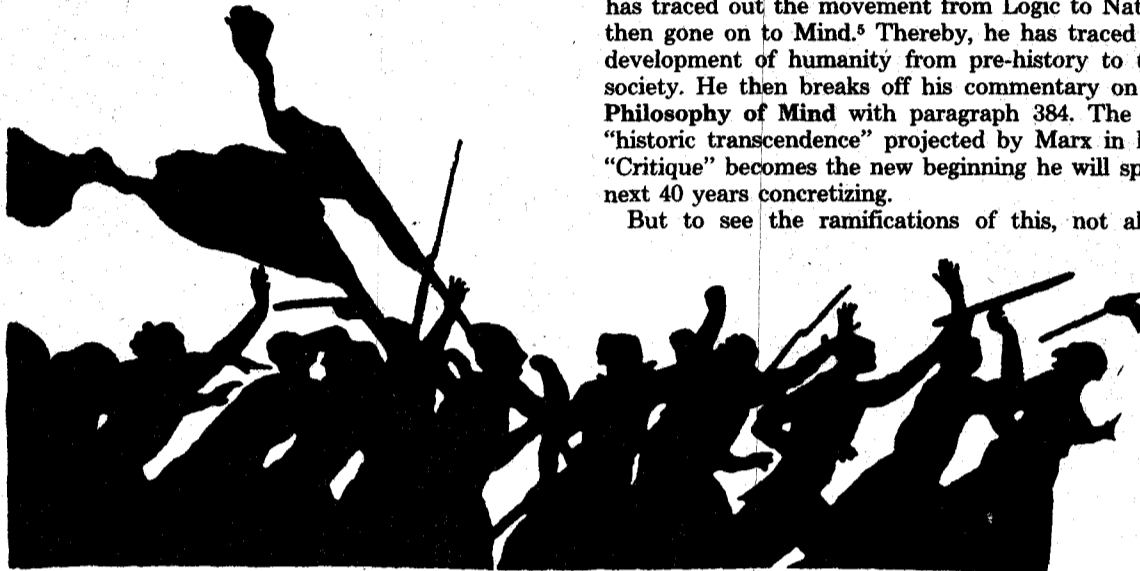 has traced out the movement from Logic to
then gone on to Mind.⁵ Thereby, he has traced
development of humanity from pre-history to
society. He then breaks off his commentary on
Philosophy of Mind with paragraph 384. The
"historic transcendence" projected by Marx in
"Critique" becomes the new beginning he will
next 40 years concretizing.
But to see the ramifications of this, not